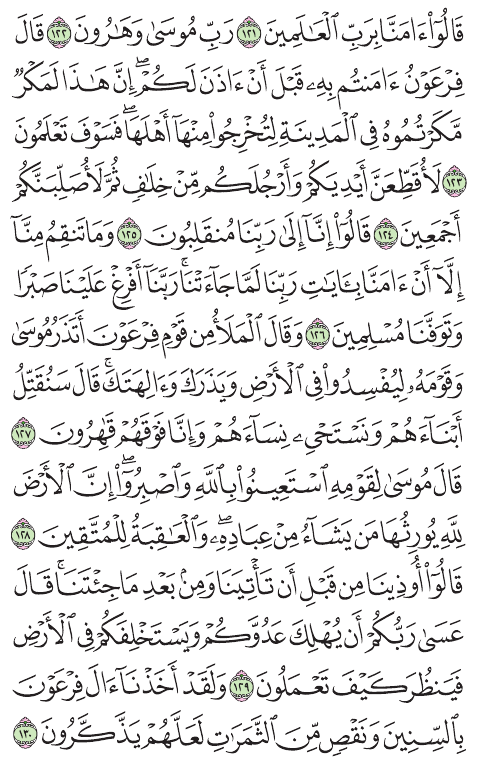 قَالُوٓاْ ءَامَنَّا بِرَبِّ ٱلْعَٰلَمِينَ ١٢١ رَبِّ مُوسَىٰ وَهَٰرُونَ ١٢٢ قَالَ
فِرْعَوْنُ ءَامَنتُم بِهِۦ قَبْلَ أَنْ ءَاذَنَ لَكُمْۖ إِنَّ هَٰذَا لَمَكْرٌ
مَّكَرْتُمُوهُ فِي ٱلْمَدِينَةِ لِتُخْرِجُواْ مِنْهَآ أَهْلَهَاۖ فَسَوْفَ تَعْلَمُونَ
١٢٣ لَأُقَطِّعَنَّ أَيْدِيَكُمْ وَأَرْجُلَكُم مِّنْ خِلَٰفٍ ثُمَّ لَأُصَلِّبَنَّكُمْ
أَجْمَعِينَ ١٢٤ قَالُوٓاْ إِنَّآ إِلَىٰ رَبِّنَا مُنقَلِبُونَ ١٢٥ وَمَا تَنقِمُ مِنَّآ
إِلَّآ أَنْ ءَامَنَّا بِـَٔايَٰتِ رَبِّنَا لَمَّا جَآءَتْنَاۚ رَبَّنَآ أَفْرِغْ عَلَيْنَا صَبْرًا
وَتَوَفَّنَا مُسْلِمِينَ ١٢٦ وَقَالَ ٱلْمَلَأُ مِن قَوْمِ فِرْعَوْنَ أَتَذَرُ مُوسَىٰ
وَقَوْمَهُۥ لِيُفْسِدُواْ فِي ٱلْأَرْضِ وَيَذَرَكَ وَءَالِهَتَكَۚ قَالَ سَنُقَتِّلُ
أَبْنَآءَهُمْ وَنَسْتَحْيِۦ نِسَآءَهُمْ وَإِنَّا فَوْقَهُمْ قَٰهِرُونَ ١٢٧
قَالَ مُوسَىٰ لِقَوْمِهِ ٱسْتَعِينُواْ بِٱللَّهِ وَٱصْبِرُوٓاْۖ إِنَّ ٱلْأَرْضَ
لِلَّهِ يُورِثُهَا مَن يَشَآءُ مِنْ عِبَادِهِۦۖ وَٱلْعَٰقِبَةُ لِلْمُتَّقِينَ ١٢٨
قَالُوٓاْ أُوذِينَا مِن قَبْلِ أَن تَأْتِيَنَا وَمِنۢ بَعْدِ مَا جِئْتَنَاۚ قَالَ
عَسَىٰ رَبُّكُمْ أَن يُهْلِكَ عَدُوَّكُمْ وَيَسْتَخْلِفَكُمْ فِي ٱلْأَرْضِ
فَيَنظُرَ كَيْفَ تَعْمَلُونَ ١٢٩ وَلَقَدْ أَخَذْنَآ ءَالَ فِرْعَوْنَ
بِٱلسِّنِينَ وَنَقْصٍ مِّنَ ٱلثَّمَرَٰتِ لَعَلَّهُمْ يَذَّكَّرُونَ ١٣٠